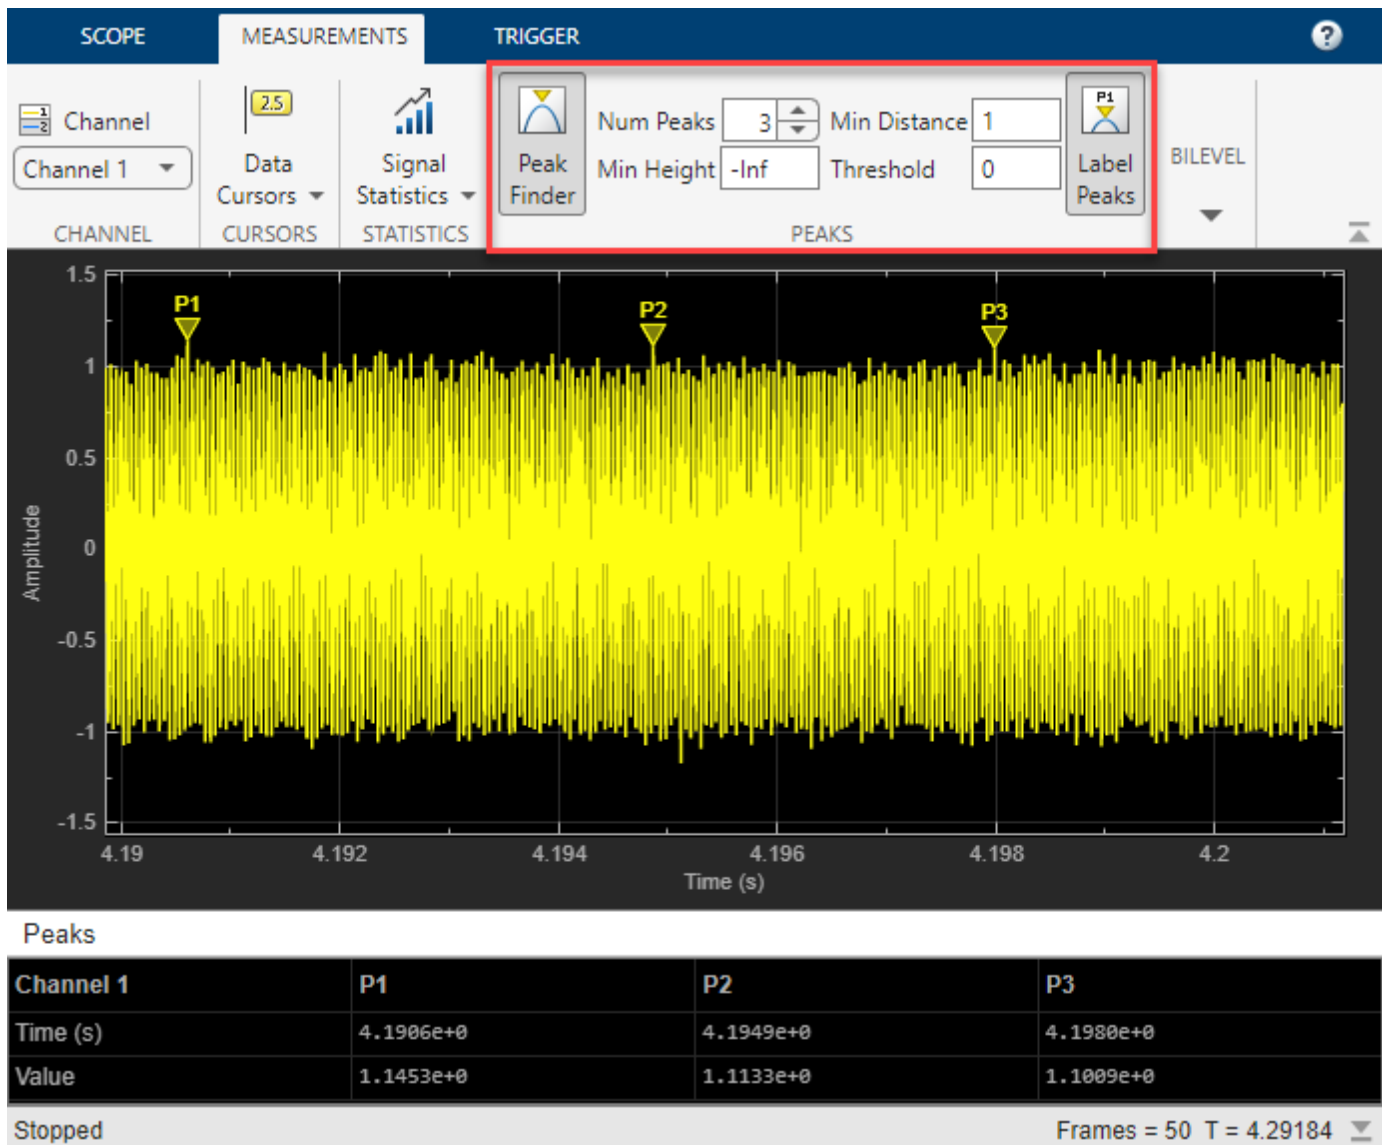 SCOPE MEASUREMENTS TRIGGER ?
2.5 P1
Channel Num Peaks 3 Min Distance 1
Channel 1 Data Signal Peak Min Height -Inf Threshold 0 Label BILEVEL
Cursors Statistics Finder Peaks
CHANNEL CURSORS STATISTICS PEAKS
1.5
P1 P2 P3
1
0.5
Amplitude
0
-0.5
-1
-1.5
4.19 4.192 4.194 4.196 4.198 4.2
Time (s)
Peaks
Channel 1 P1 P2 P3
Time (s) 4.1906e+0 4.1949e+0 4.1980e+0
Value 1.1453e+0 1.1133e+0 1.1009e+0
Stopped Frames = 50 T = 4.29184